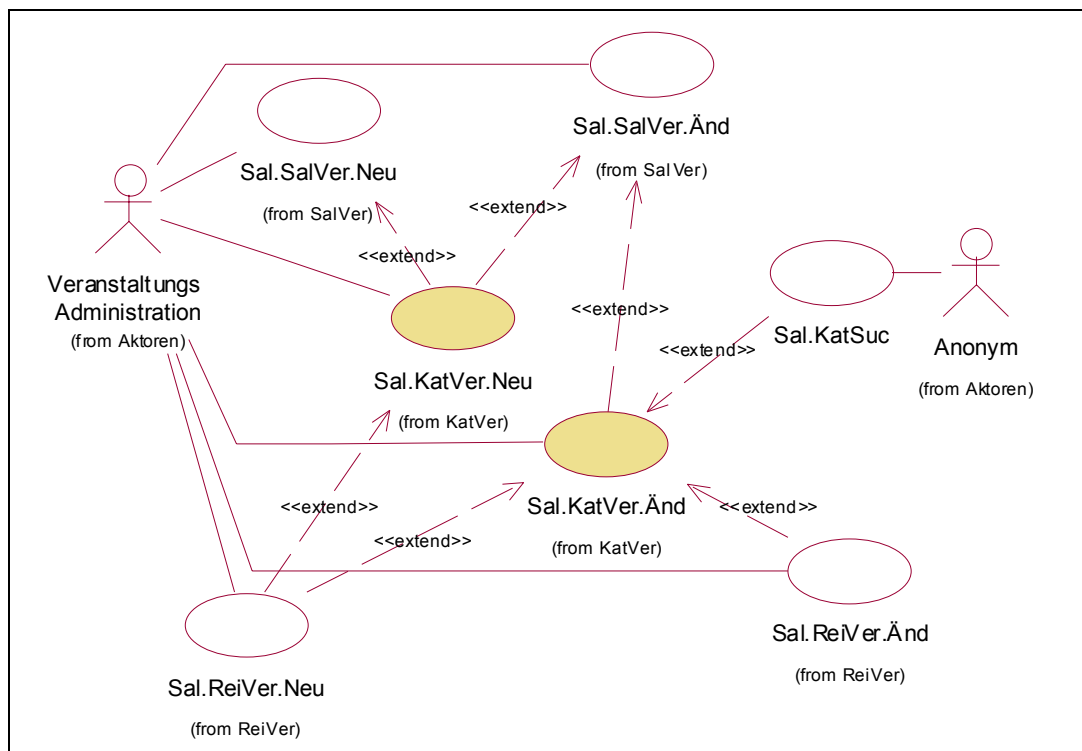 Sal.SalVer.Änd
(from SalVer)
Sal.SalVer.Neu
(from SalVer)
<<extend>>
<<extend>>
Veranstaltungs
Administration
(from Aktoren)
<<extend>>
Sal.KatSuc
<<extend>>
Anonym
(from Aktoren)
Sal.KatVer.Neu
(from KatVer)
Sal.KatVer.Änd
(from KatVer)
<<extend>>
<<extend>>
<<extend>>
Sal.ReiVer.Änd
(from ReiVer)
Sal.ReiVer.Neu
(from ReiVer)